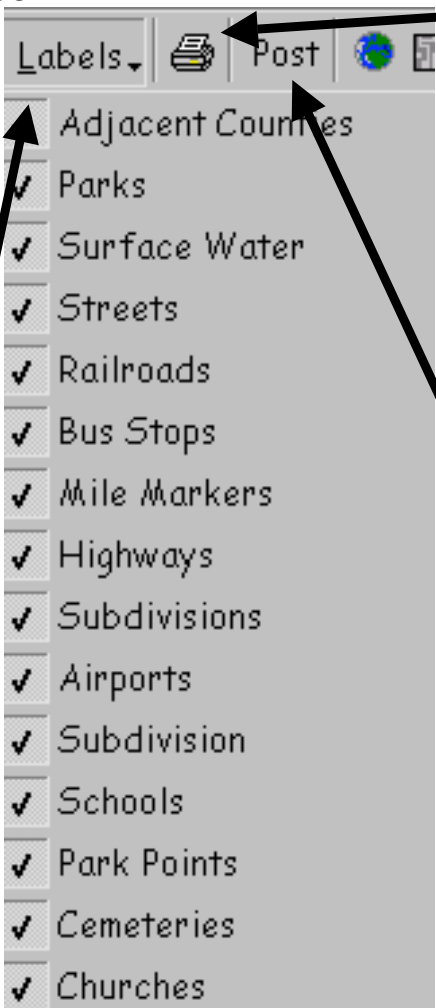 Labels Post
Adjacent Counties
Parks
Surface Water
Streets
Railroads
Bus Stops
Mile Markers
Highways
Subdivisions
Airports
Subdivision
Schools
Park Points
Cemeteries
Churches